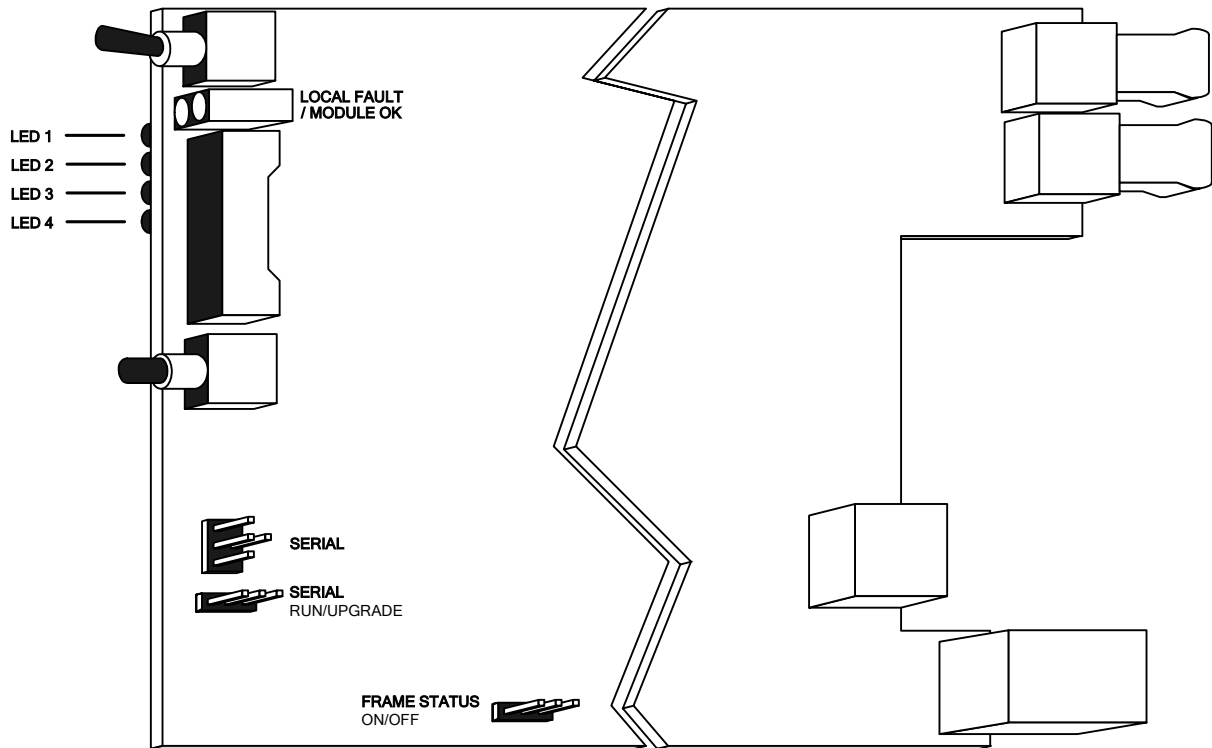 LOCAL FAULT
/ MODULE OK
LED 1
LED 2
LED 3
LED 4
SERIAL
SERIAL
RUN/UPGRADE
FRAME STATUS
ON/OFF